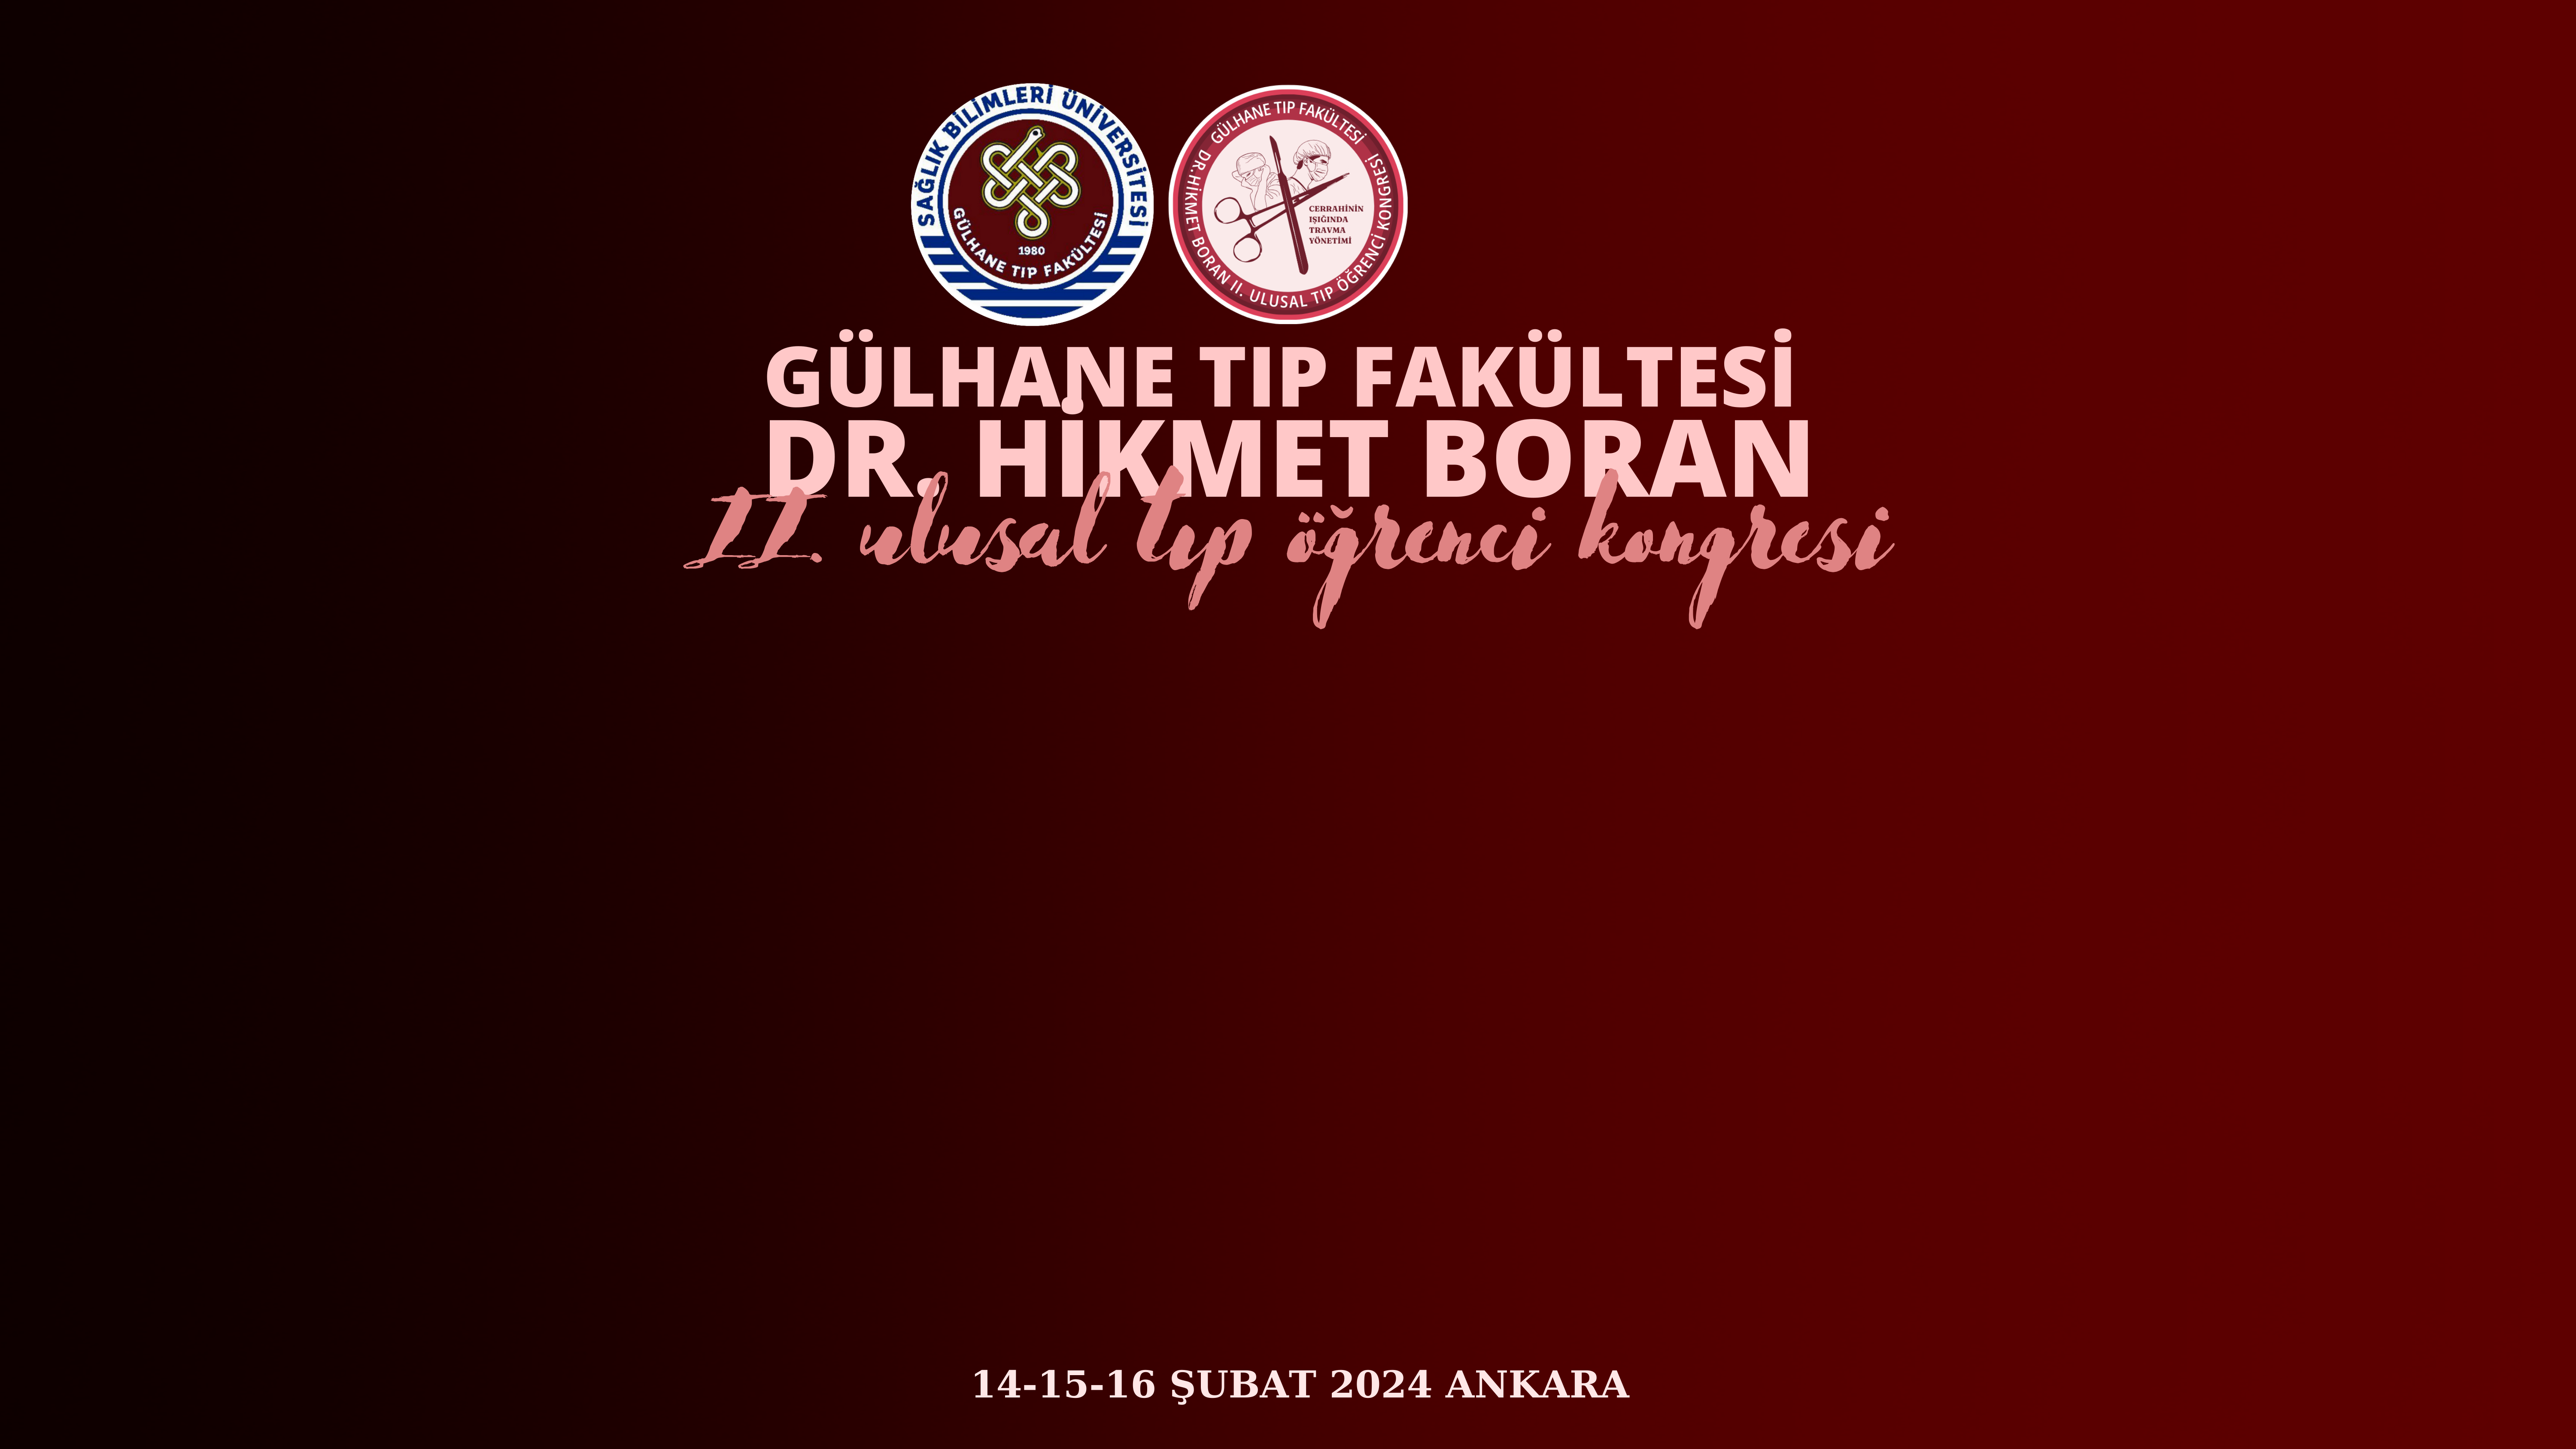 SAĞLIK BİLİMLERİ ÜNİVERSİTESİ
1980
GÜLHANE TIP FAKÜLTESİ
GÜLHANE TIP FAKÜLTESİ
DR.HİKMET BORAN II. ULUSAL TIP ÖĞRENCİ KONGRESİ
CERRAHİNİN
IŞIĞINDA
TRAVMA
YÖNETİMİ
GÜLHANE TIP FAKÜLTESİ
DR. HİKMET BORAN
II. ulusal tıp öğrenci kongresi
14-15-16 ŞUBAT 2024 ANKARA